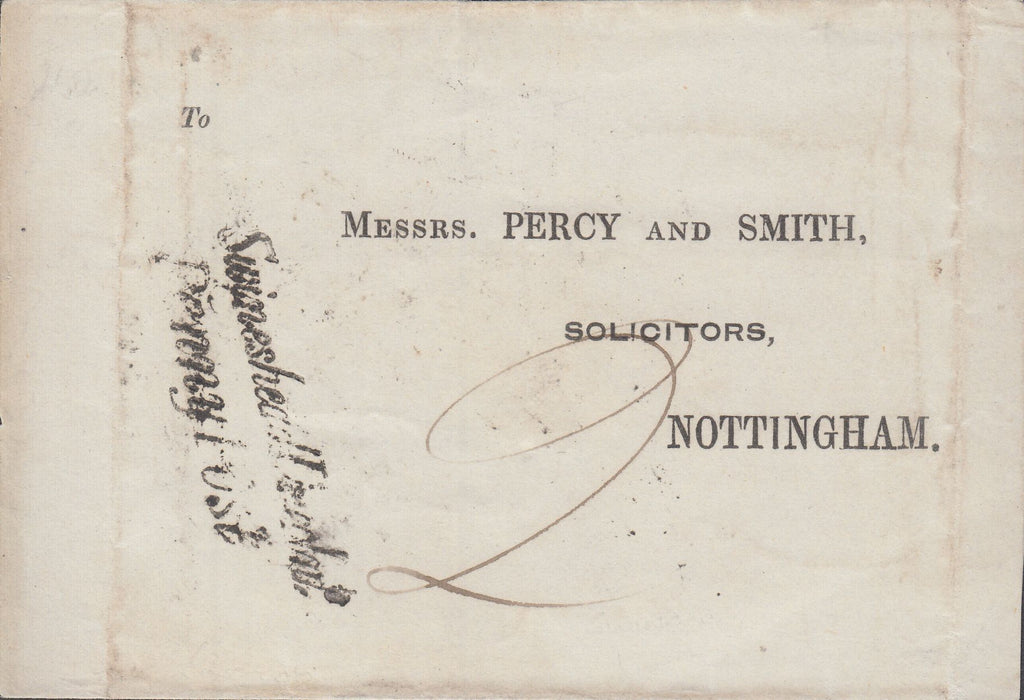 To
MESSRS. PERCY AND SMITH,
SOLICITORS,
NOTTINGHAM.
2
Penny Post